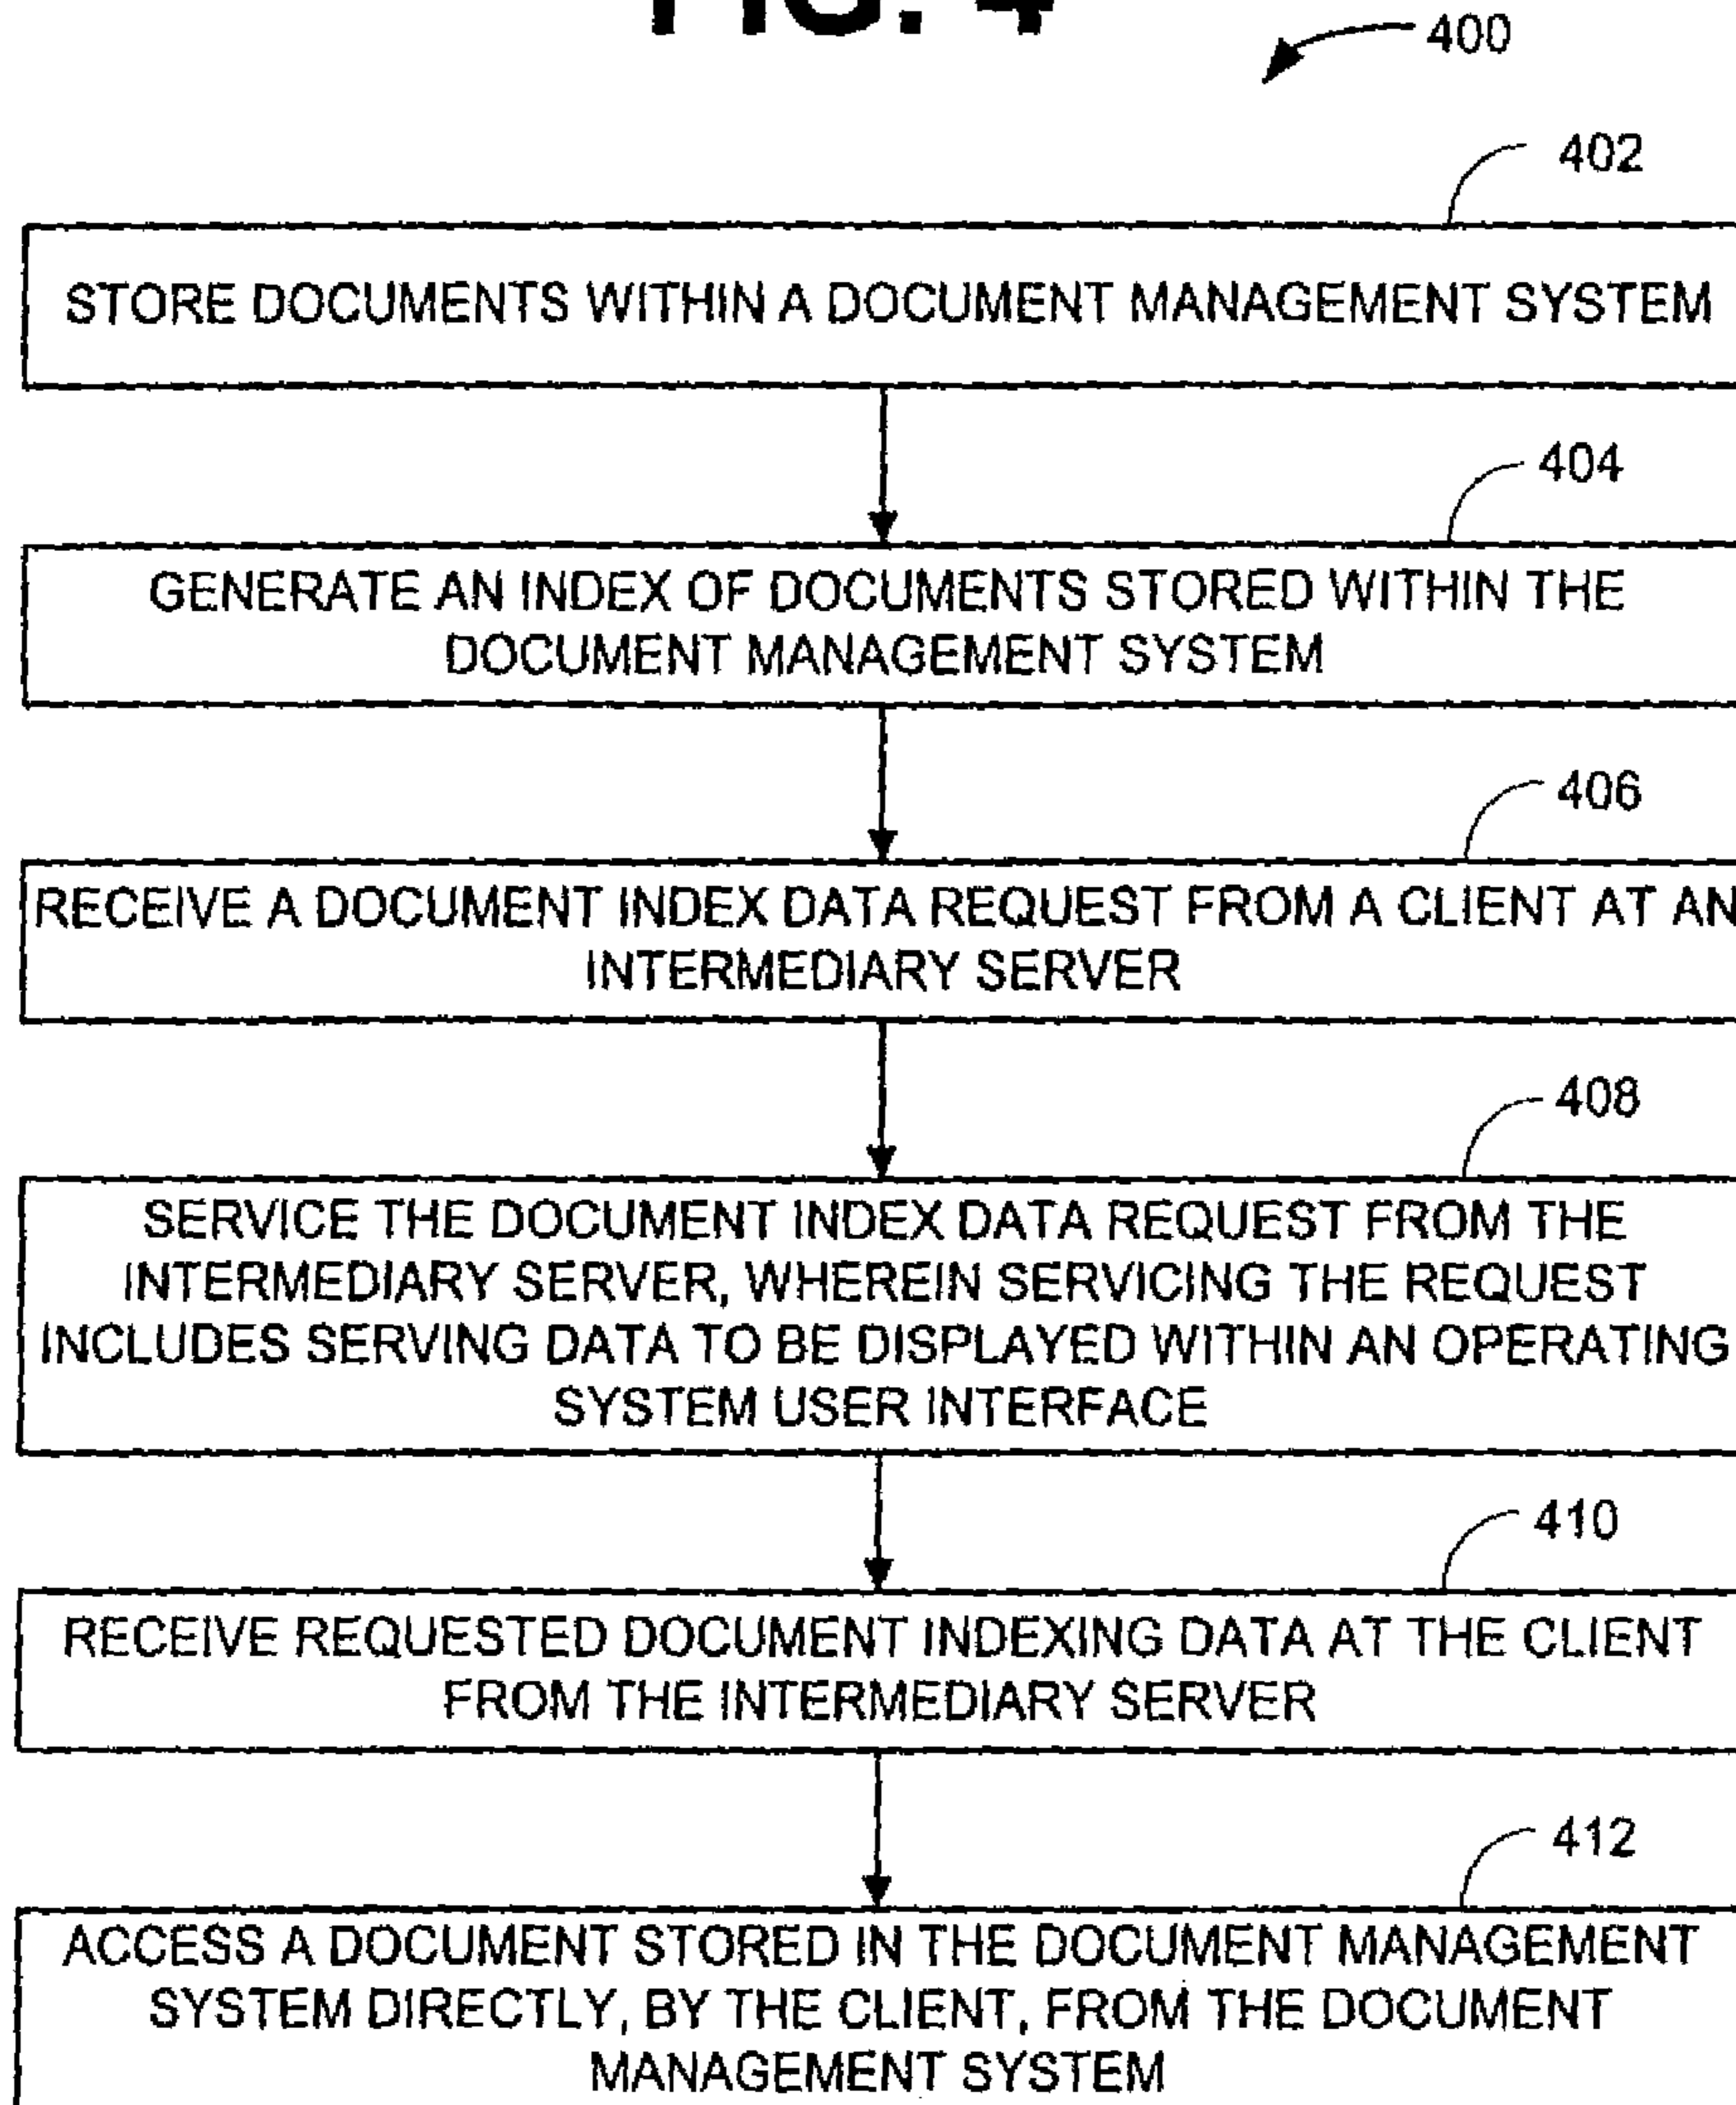 FIG. 4
400
402
STORE DOCUMENTS WITHIN A DOCUMENT MANAGEMENT SYSTEM
404
GENERATE AN INDEX OF DOCUMENTS STORED WITHIN THE
DOCUMENT MANAGEMENT SYSTEM
406
RECEIVE A DOCUMENT INDEX DATA REQUEST FROM A CLIENT AT AN
INTERMEDIARY SERVER
408
SERVICE THE DOCUMENT INDEX DATA REQUEST FROM THE
INTERMEDIARY SERVER, WHEREIN SERVICING THE REQUEST
INCLUDES SERVING DATA TO BE DISPLAYED WITHIN AN OPERATING
SYSTEM USER INTERFACE
410
RECEIVE REQUESTED DOCUMENT INDEXING DATA AT THE CLIENT
FROM THE INTERMEDIARY SERVER
412
ACCESS A DOCUMENT STORED IN THE DOCUMENT MANAGEMENT
SYSTEM DIRECTLY, BY THE CLIENT, FROM THE DOCUMENT
MANAGEMENT SYSTEM